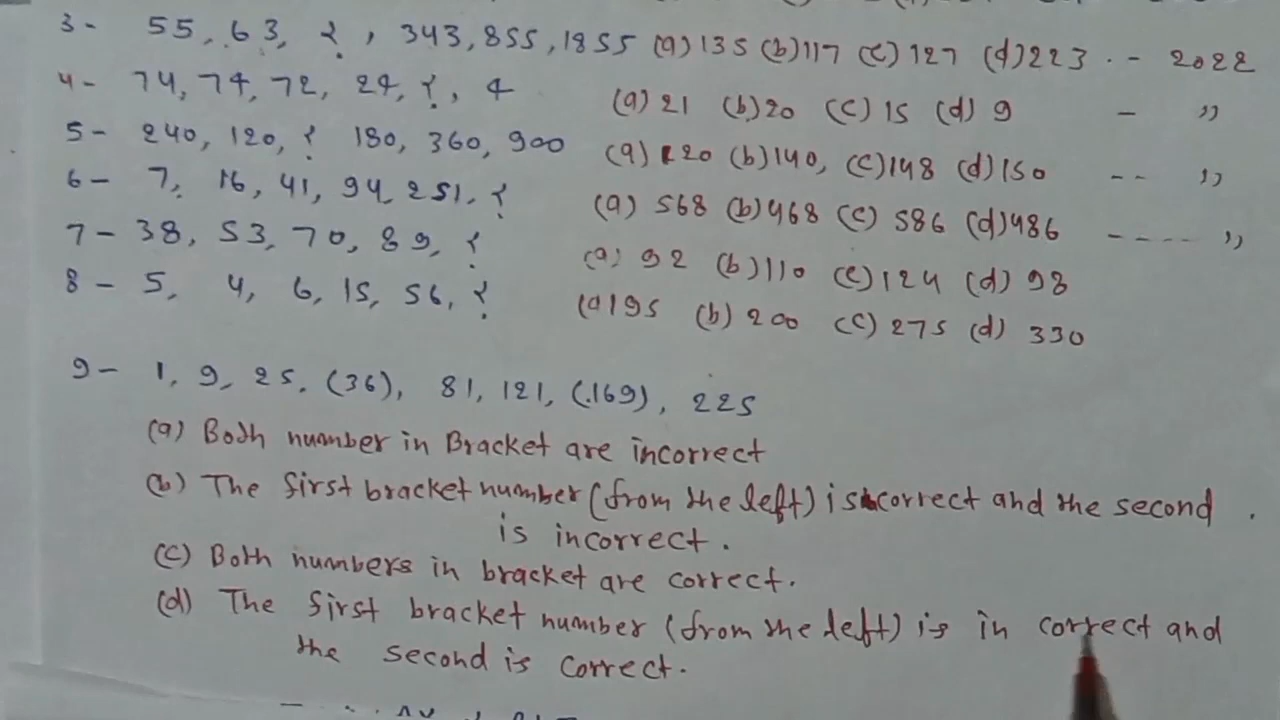 3- 55, 63, ?, 343, 855, 1855 (a) 135 (b) 117 (c) 127 (d) 223 .- 2022
4- 74, 74, 72, 24, ?, 4 (a) 21 (b) 20 (c) 15 (d) 9 - ,,
5- 240, 120, ? 180, 360, 900 (a) 120 (b) 140, (c) 148 (d) 150 -- ,,
6- 7, 16, 41, 94, 251, ? (a) 568 (b) 468 (c) 586 (d) 486 ---- ,,
7- 38, 53, 70, 89, ? (a) 92 (b) 110 (c) 124 (d) 98
8- 5, 4, 6, 15, 56, ? (a) 195 (b) 200 (c) 275 (d) 330
9- 1, 9, 25, (36), 81, 121, (169), 225
(a) Both number in Bracket are incorrect
(b) The first bracket number (from the left) is correct and the second
is incorrect.
(c) Both numbers in bracket are correct.
(d) The first bracket number (from the left) is in correct and
the second is correct.